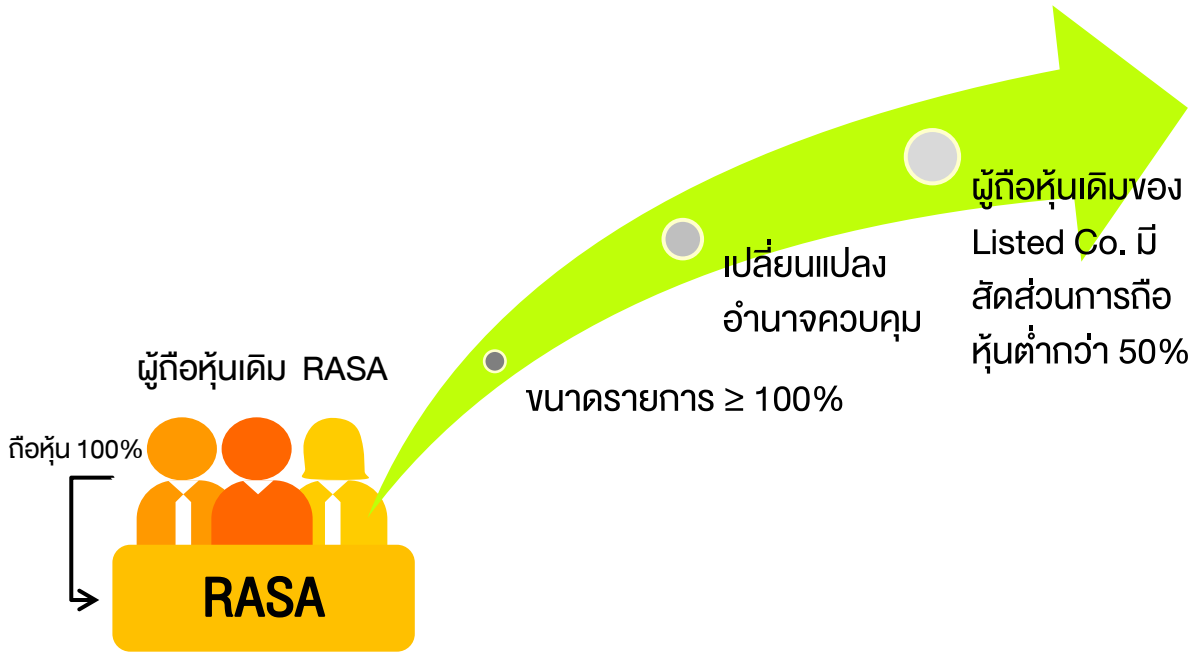 ผู้ถือหุ้นเดิมของ
Listed Co. มี
สัดส่วนการถือ
หุ้นต่ำกว่า 50%
เปลี่ยนแปลง
อำนาจควบคุม
ขนาดรายการ ≥ 100%
ผู้ถือหุ้นเดิม RASA
ถือหุ้น 100%
RASA